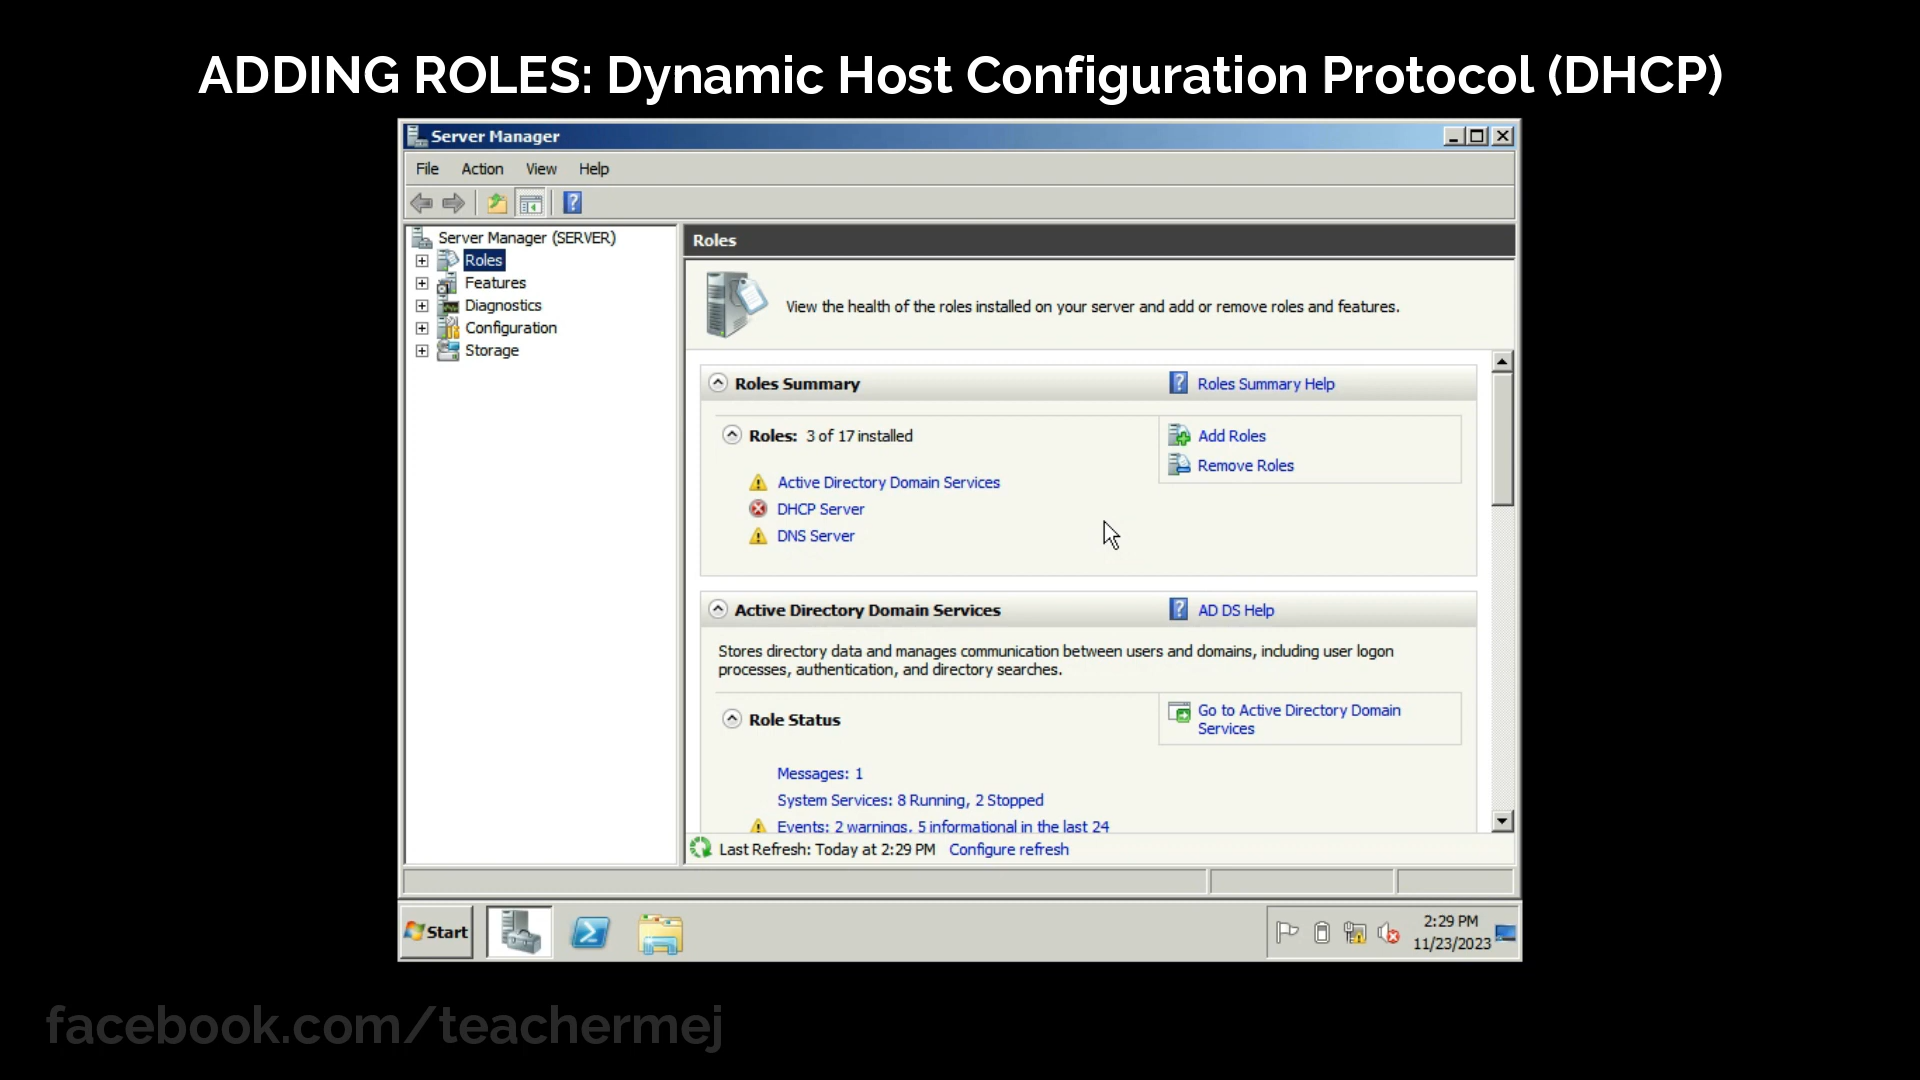 ADDING ROLES: Dynamic Host Configuration Protocol (DHCP)
Server Manager
File Action View Help
Server Manager (SERVER)
Roles
Features
Diagnostics
Configuration
Storage
Roles
View the health of the roles installed on your server and add or remove roles and features.
Roles Summary
Roles Summary Help
Roles: 3 of 17 installed
Add Roles
Remove Roles
Active Directory Domain Services
DHCP Server
DNS Server
Active Directory Domain Services
AD DS Help
Stores directory data and manages communication between users and domains, including user logon
processes, authentication, and directory searches.
Role Status
Go to Active Directory Domain
Services
Messages: 1
System Services: 8 Running, 2 Stopped
Events: 2 warnings, 5 informational in the last 24
Last Refresh: Today at 2:29 PM Configure refresh
Start
2:29 PM
11/23/2023
facebook.com/teachermej